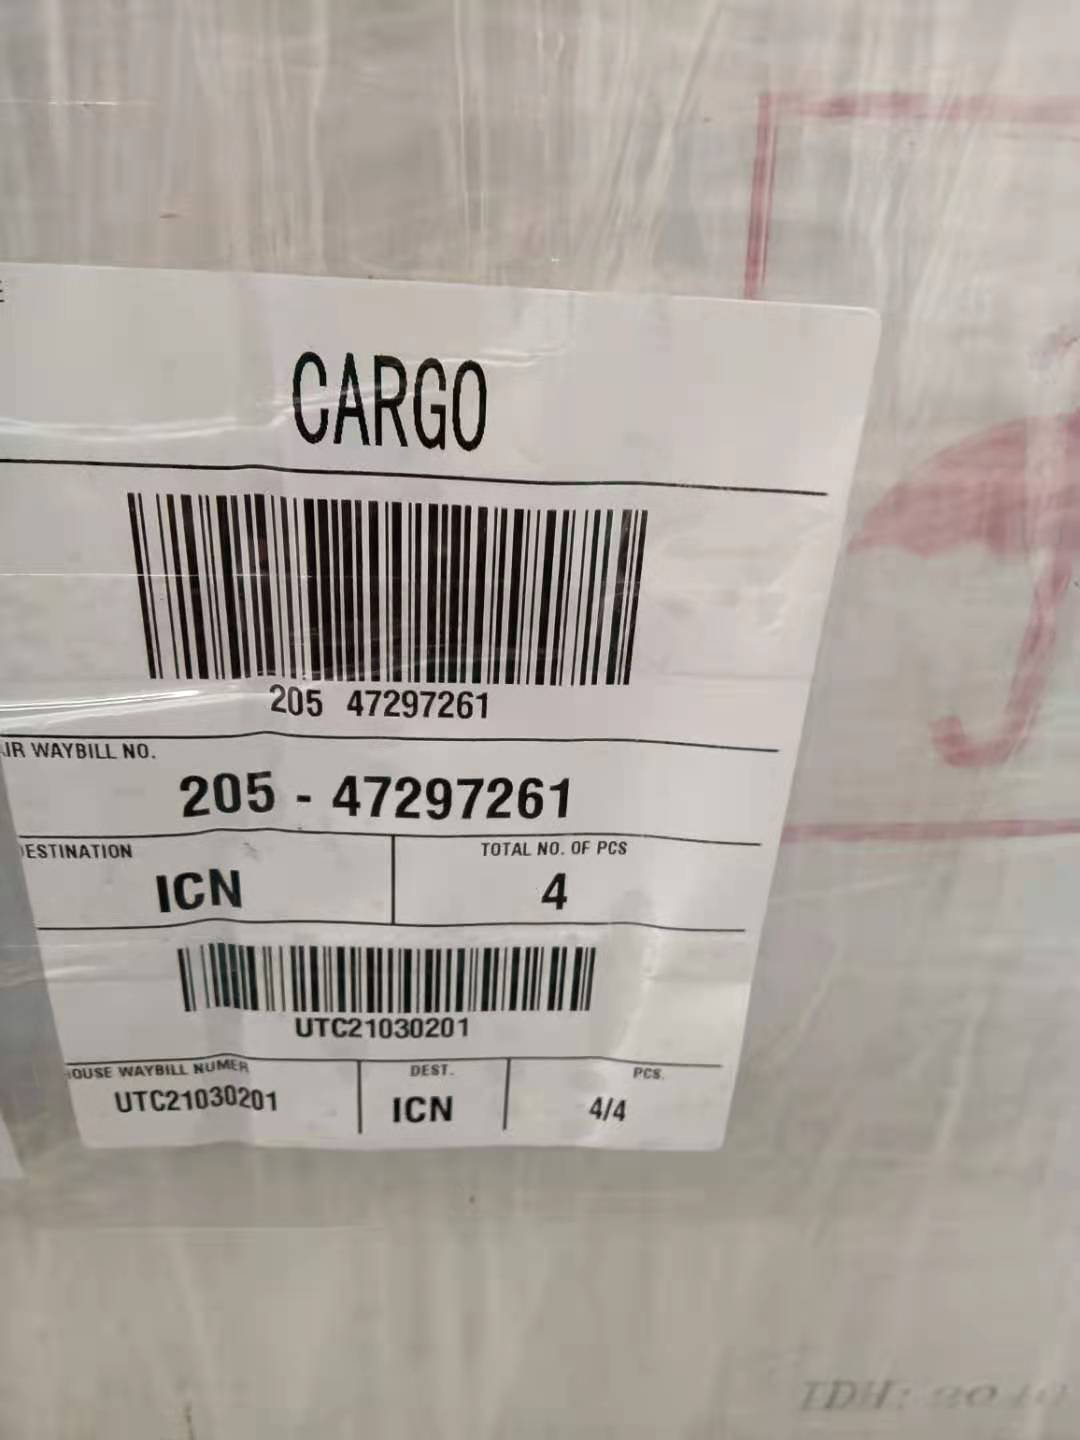 CARGO
205 47297261
AIR WAYBILL NO.
205 - 47297261
DESTINATION
ICN
TOTAL NO. OF PCS
4
UTC21030201
HOUSE WAYBILL NUMER
UTC21030201
DEST.
ICN
PCS.
4/4
IDH: